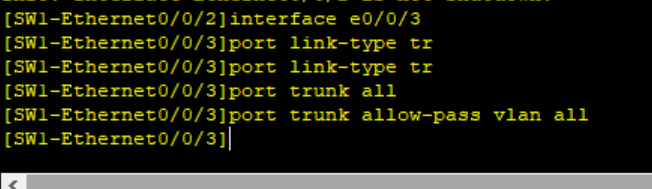 [SW1-Ethernet0/0/2]interface e0/0/3
[SW1-Ethernet0/0/3]port link-type tr
[SW1-Ethernet0/0/3]port link-type tr
[SW1-Ethernet0/0/3]port trunk all
[SW1-Ethernet0/0/3]port trunk allow-pass vlan all
[SW1-Ethernet0/0/3]